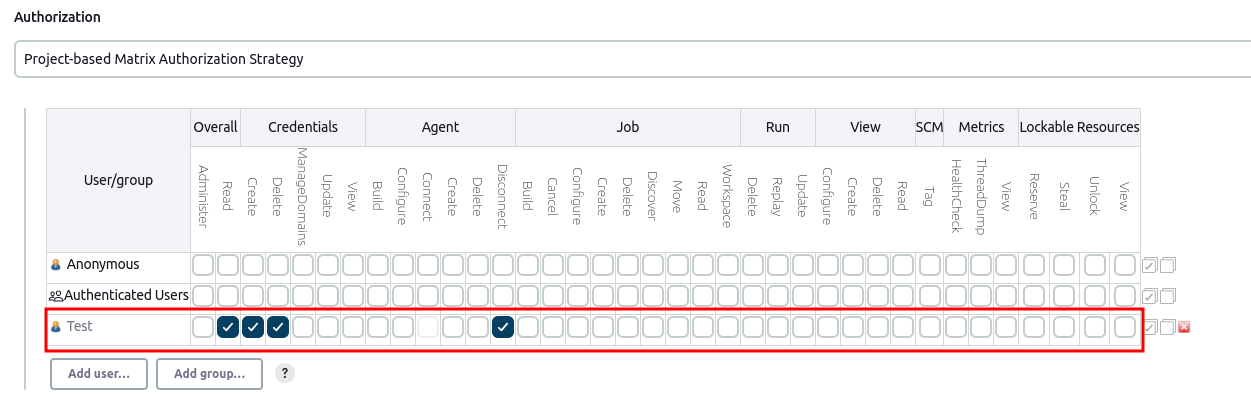 Authorization
Project-based Matrix Authorization Strategy
User/group Overall Credentials Agent Job Run View SCM Metrics Lockable Resources
Administer Read Create Delete ManageDomains Update View Build Configure Connect Create Delete Disconnect Build Cancel Configure Create Delete Discover Move Read Workspace Delete Replay Update Configure Create Delete Read Tag HealthCheck ThreadDump View Reserve Steal Unlock View
Anonymous
Authenticated Users
Test
Add user... Add group... ?